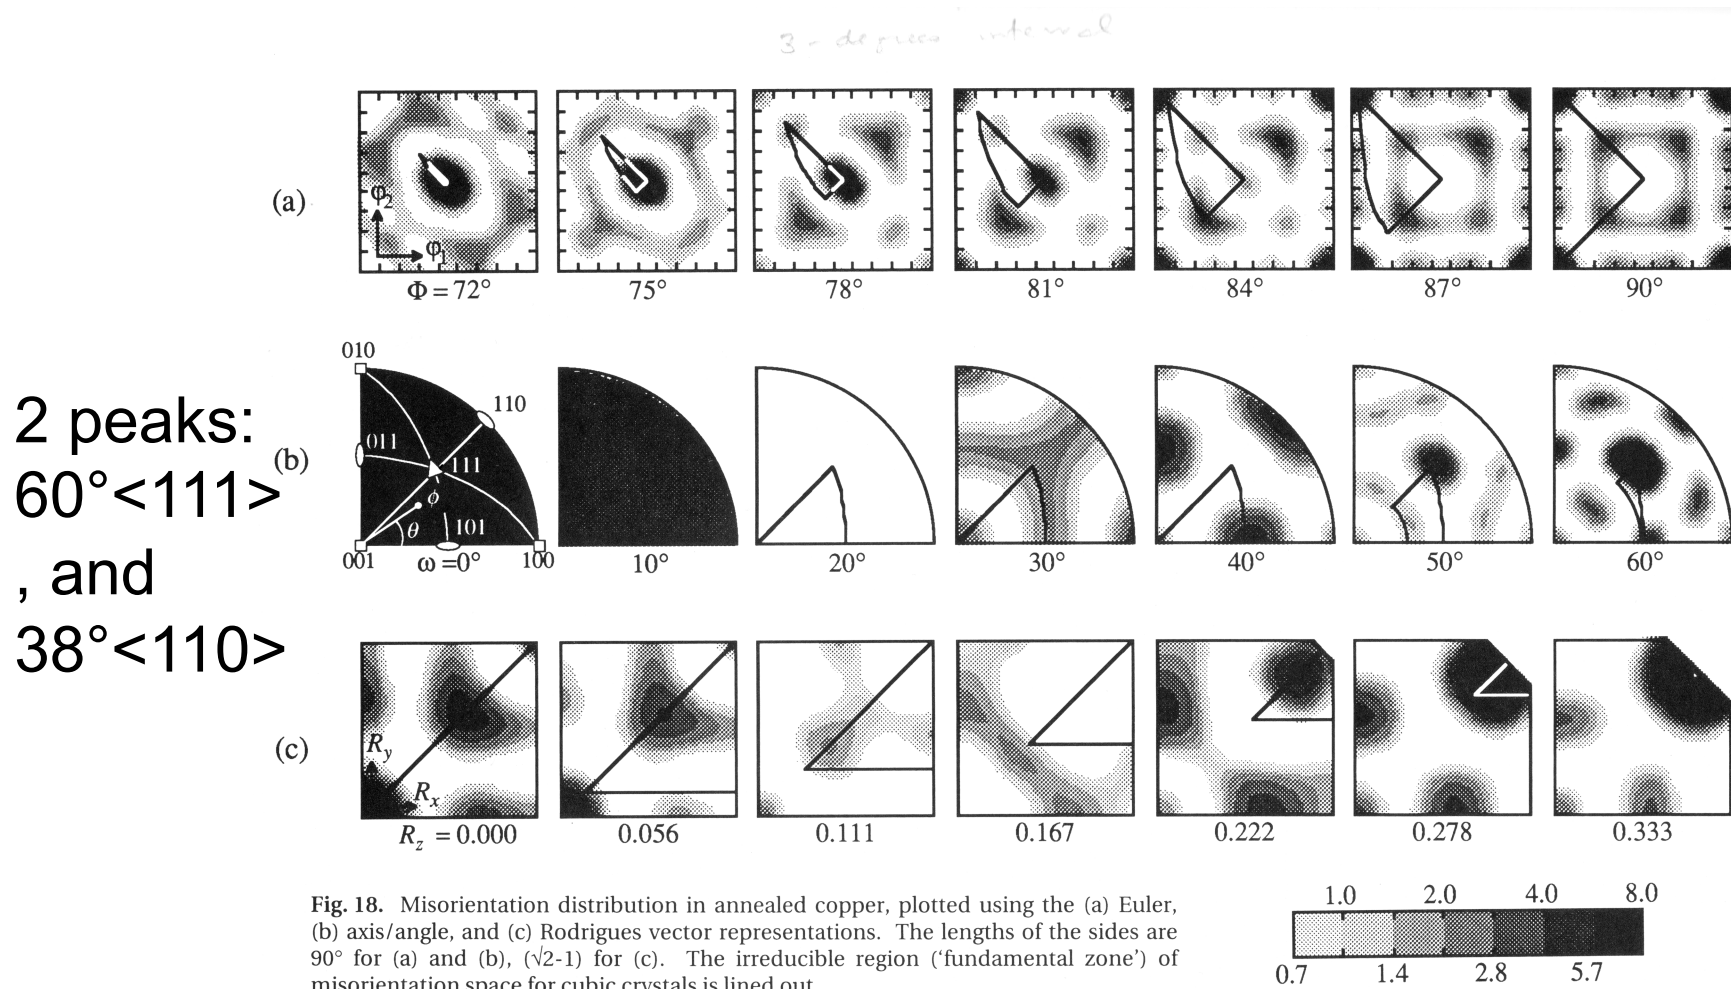 3-degrees interval
(a)
φ2
φ1
Φ = 72°
75°
78°
81°
84°
87°
90°
2 peaks:
60°<111>
, and
38°<110>
(b)
010
110
011
111
ϕ
θ
101
001
ω =0°
100
10°
20°
30°
40°
50°
60°
(c)
Ry
Rx
Rz = 0.000
0.056
0.111
0.167
0.222
0.278
0.333
Fig. 18. Misorientation distribution in annealed copper, plotted using the (a) Euler,
(b) axis/angle, and (c) Rodrigues vector representations. The lengths of the sides are
90° for (a) and (b), (√2-1) for (c). The irreducible region ('fundamental zone') of
misorientation space for cubic crystals is lined out.
1.0 2.0 4.0 8.0
0.7 1.4 2.8 5.7